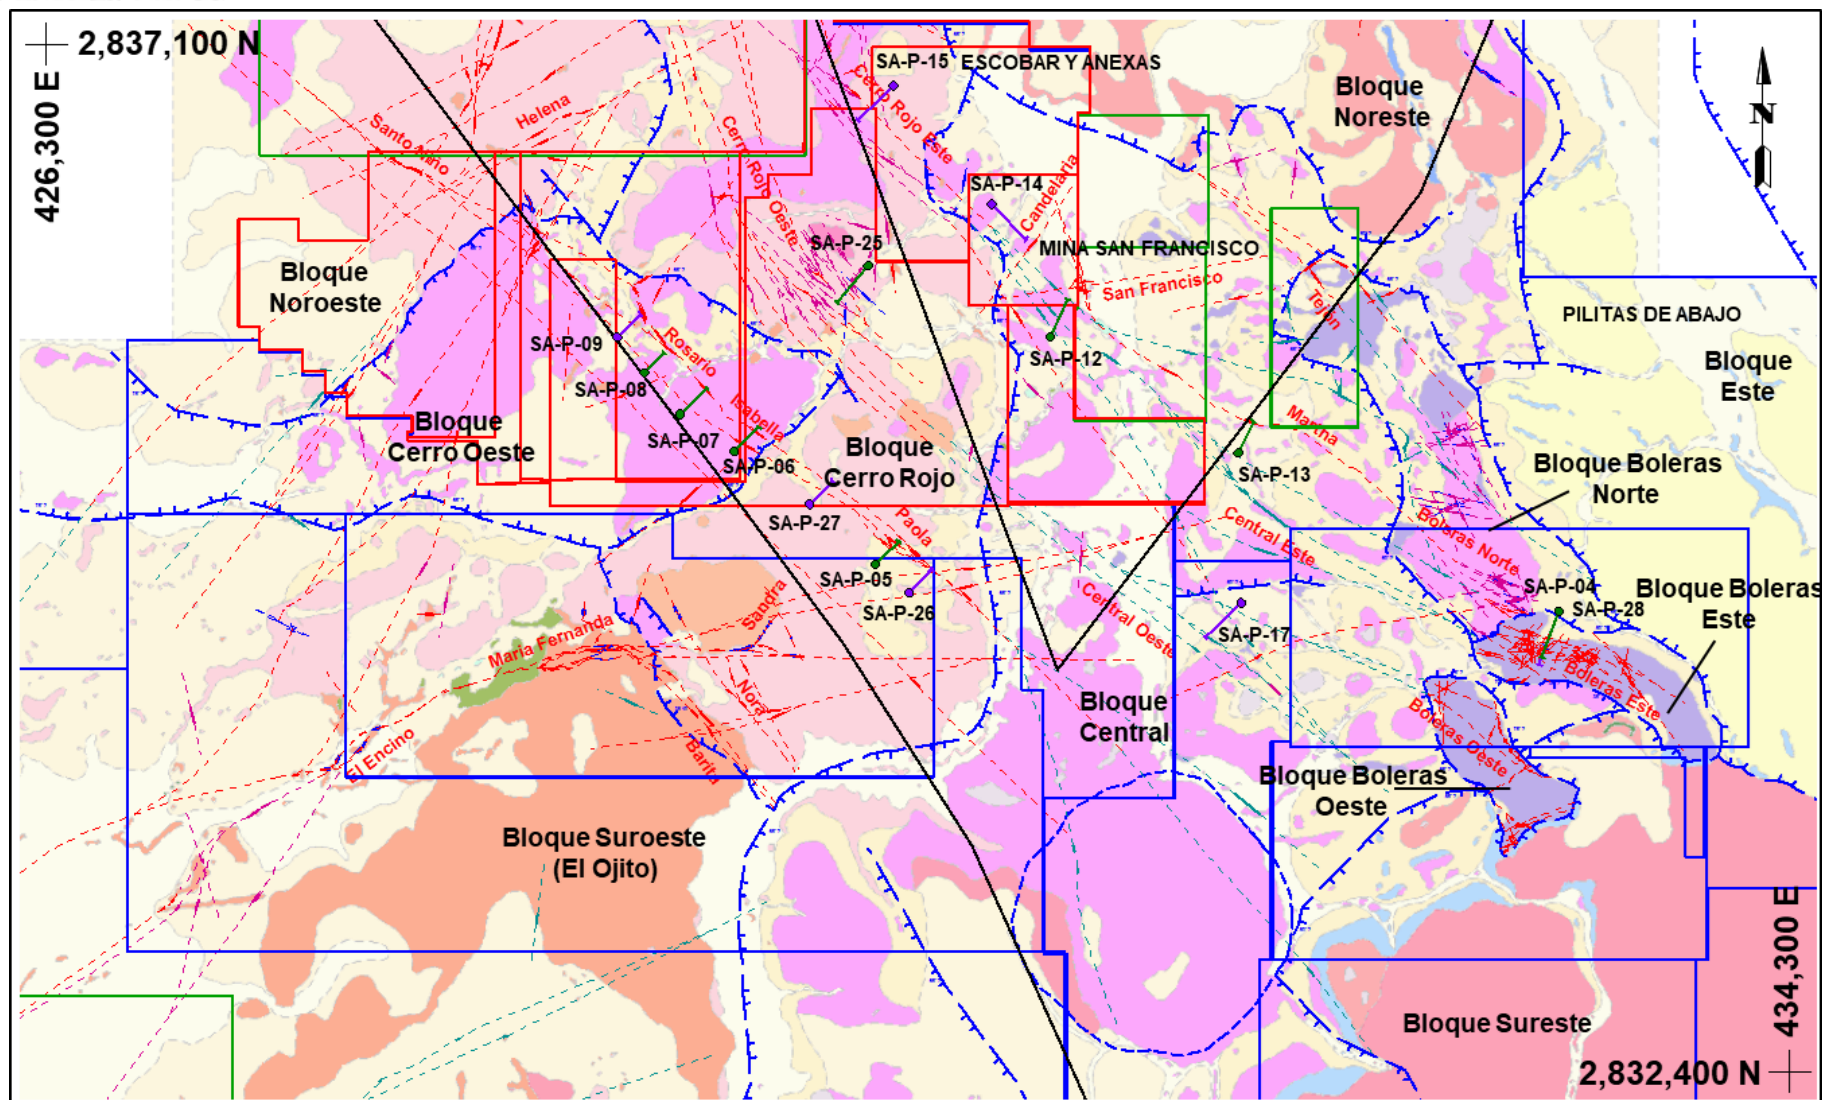 2,837,100 N
426,300 E
SA-P-15
ESCOBAR Y ANEXAS
Bloque
Noreste
N
Helena
Santo Niño
Cerro Rojo Oeste
Cerro Rojo Este
SA-P-14
Candelaria
SA-P-25
MINA SAN FRANCISCO
San Francisco
Tejón
Bloque
Noroeste
PILITAS DE ABAJO
Bloque
Este
SA-P-09
Rosario
SA-P-12
SA-P-08
Isabella
Martha
Bloque
Cerro Oeste
SA-P-07
SA-P-06
Bloque
Cerro Rojo
SA-P-13
Bloque Boleras
Norte
SA-P-27
Paola
Central Este
Boleras Norte
SA-P-05
SA-P-26
Sandra
Central Oeste
SA-P-04
SA-P-28
Bloque Boleras
Este
SA-P-17
Maria Fernanda
Nora
Boleras Este
Boleras Oeste
Bloque
Central
El Encino
Baritu
Bloque Boleras
Oeste
Bloque Suroeste
(El Ojito)
434,300 E
Bloque Sureste
2,832,400 N